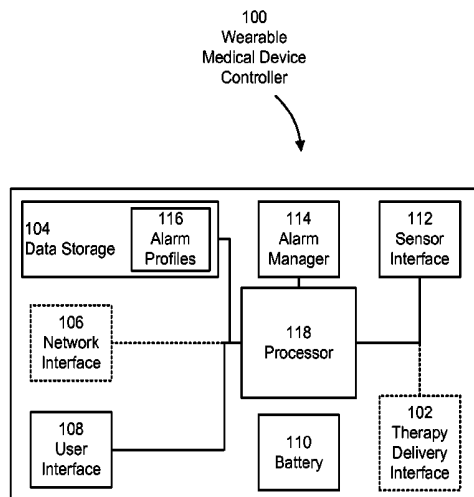 100
Wearable
Medical Device
Controller
104
Data Storage
116
Alarm
Profiles
114
Alarm
Manager
112
Sensor
Interface
106
Network
Interface
118
Processor
108
User
Interface
110
Battery
102
Therapy
Delivery
Interface